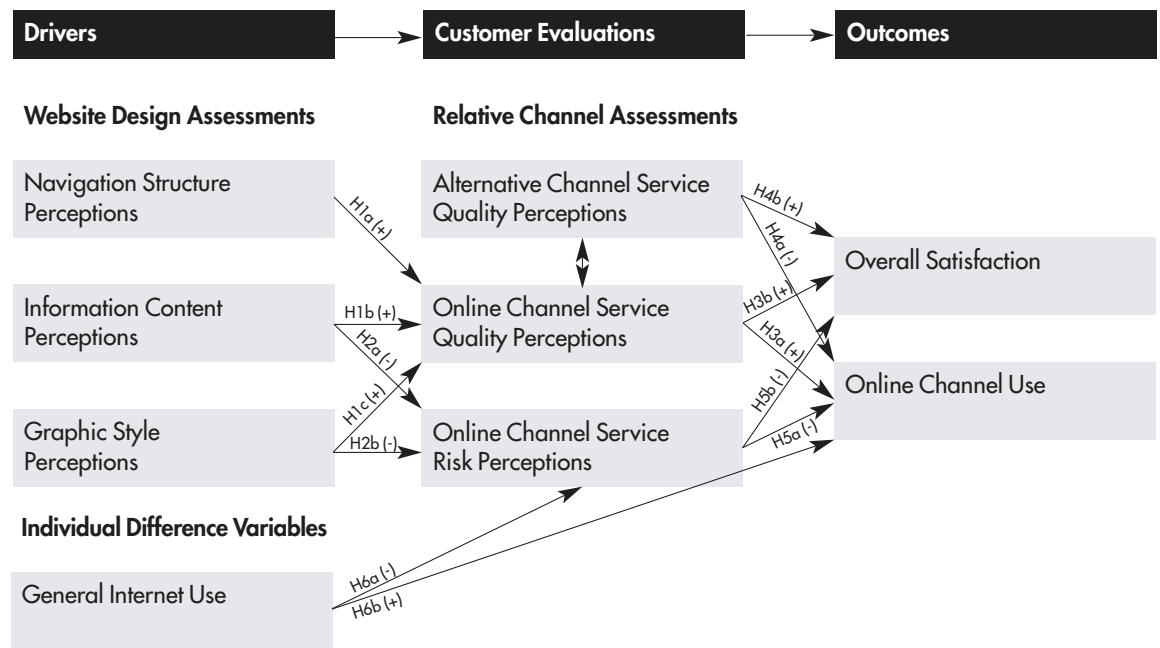 Drivers
Customer Evaluations
Outcomes
Website Design Assessments
Relative Channel Assessments
Navigation Structure
Perceptions
Alternative Channel Service
Quality Perceptions
H1a (+)
H4b (+)
H4a (-)
Overall Satisfaction
Information Content
Perceptions
H1b (+)
H2a (-)
Online Channel Service
Quality Perceptions
H3b (+)
H3a (+)
Online Channel Use
H1c (+)
H5b (-)
Graphic Style
Perceptions
H2b (-)
Online Channel Service
Risk Perceptions
H5a (-)
Individual Difference Variables
General Internet Use
H6a (-)
H6b (+)